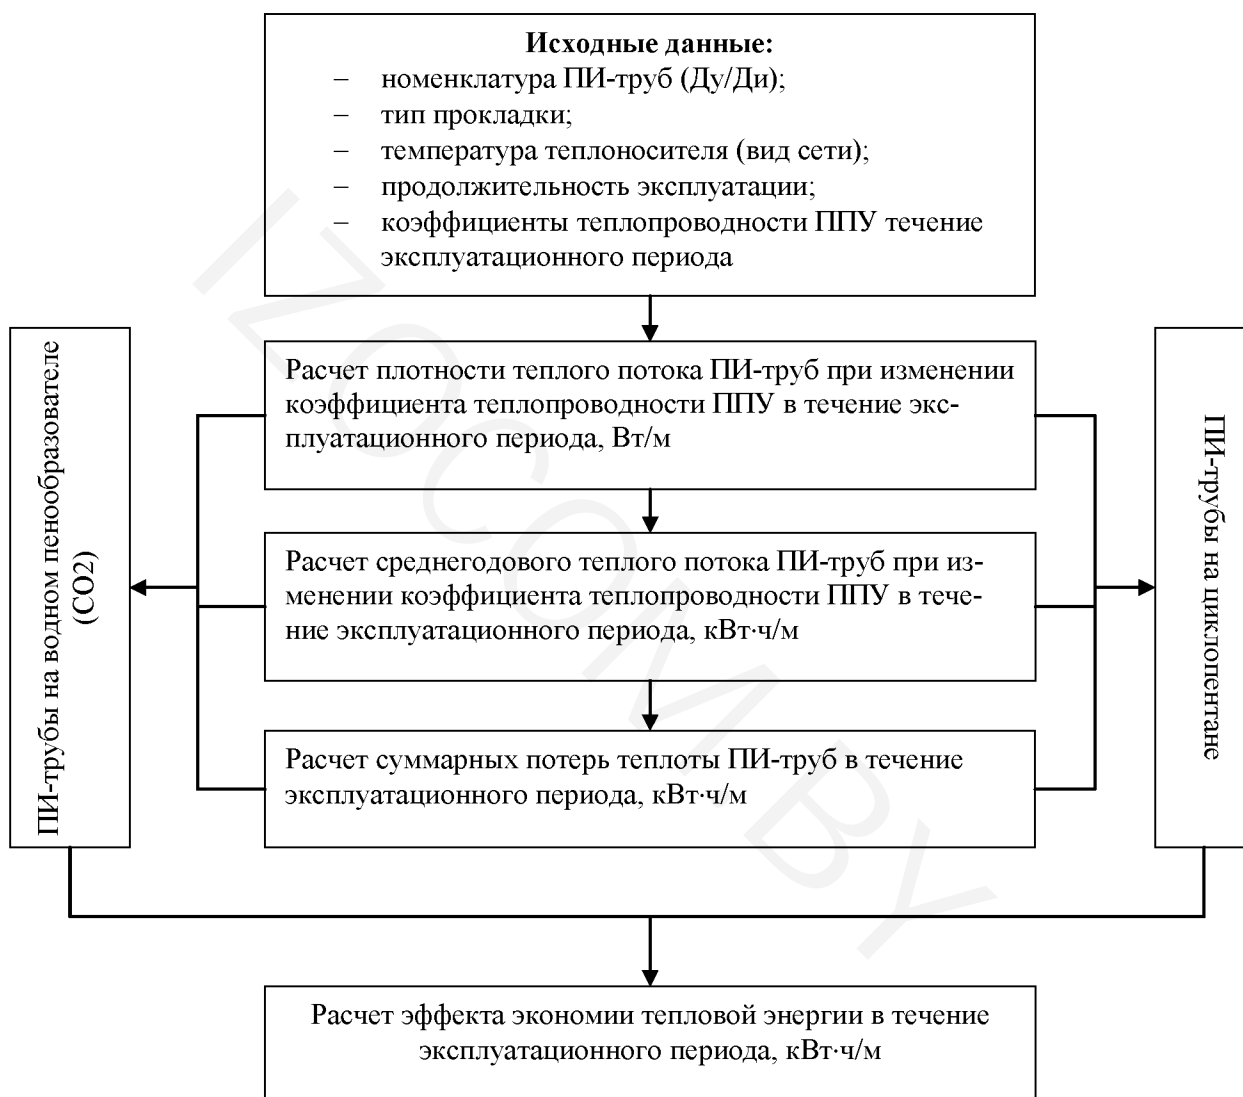 Исходные данные:
– номенклатура ПИ-труб (Ду/Ди);
– тип прокладки;
– температура теплоносителя (вид сети);
– продолжительность эксплуатации;
– коэффициенты теплопроводности ППУ течение
эксплуатационного периода
Расчет плотности теплого потока ПИ-труб при изменении
коэффициента теплопроводности ППУ в течение экс-
плуатационного периода, Вт/м
ПИ-трубы на водном пенообразователе
(СО2)
ПИ-трубы на циклопентане
Расчет среднегодового теплого потока ПИ-труб при из-
менении коэффициента теплопроводности ППУ в тече-
ние эксплуатационного периода, кВт·ч/м
Расчет суммарных потерь теплоты ПИ-труб в течение
эксплуатационного периода, кВт·ч/м
Расчет эффекта экономии тепловой энергии в течение
эксплуатационного периода, кВт·ч/м
IZOCOM BY